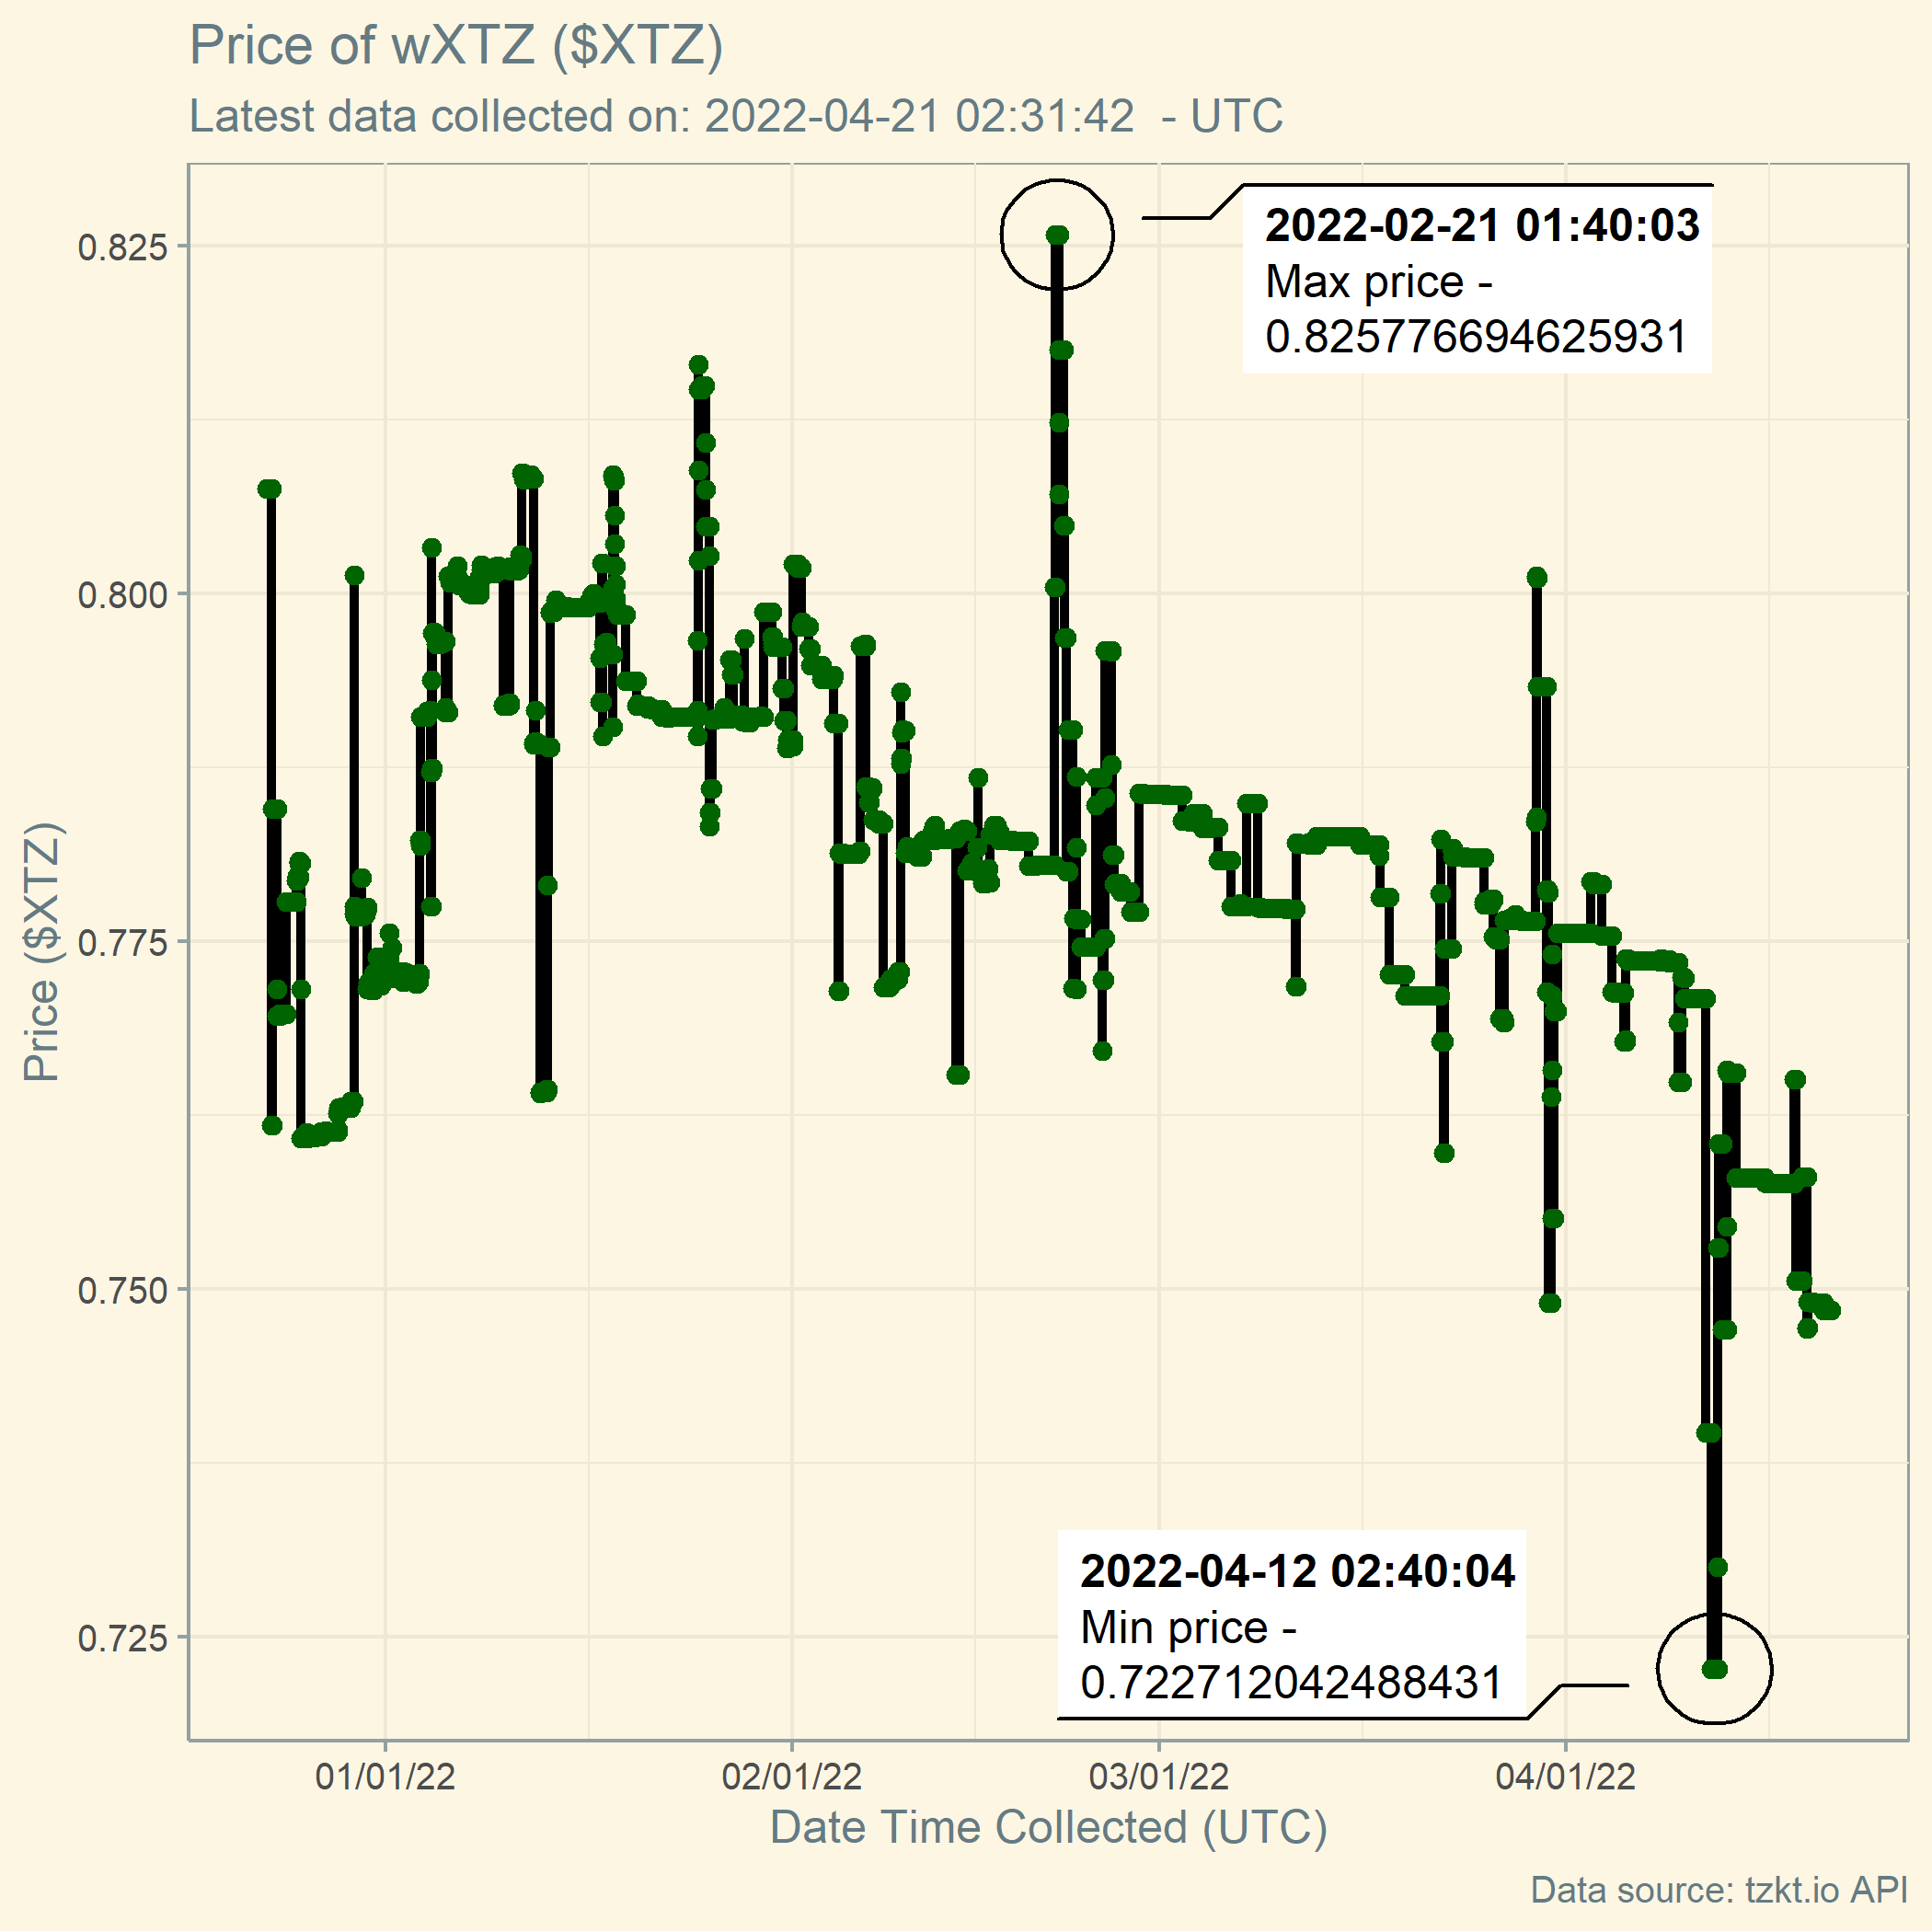 Price of wXTZ ($XTZ)
Latest data collected on: 2022-04-21 02:31:42  - UTC
2022-02-21 01:40:03
Max price -
0.825776694625931
0.825
0.800
0.775
0.750
0.725
Price ($XTZ)
2022-04-12 02:40:04
Min price -
0.722712042488431
01/01/22
02/01/22
03/01/22
04/01/22
Date Time Collected (UTC)
Data source: tzkt.io API